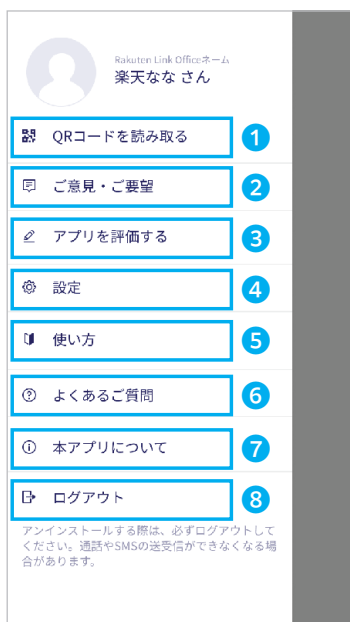 Rakuten Link Officeネーム
楽天なな さん
QRコードを読み取る 1
ご意見・ご要望 2
アプリを評価する 3
設定 4
使い方 5
よくあるご質問 6
本アプリについて 7
ログアウト 8
アンインストールする際は、必ずログアウトして
ください。通話やSMSの送受信ができなくなる場
合があります。